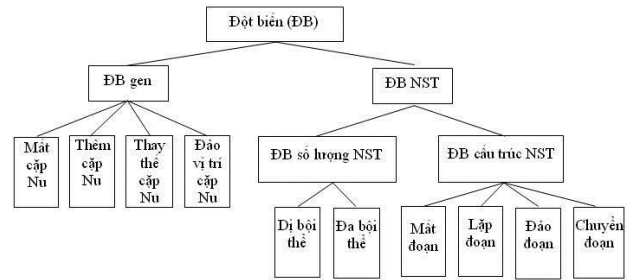 Đột biến (ĐB)
ĐB gen
ĐB NST
Mất
cặp
Nu
Thêm
cặp
Nu
Thay
thế
cặp
Nu
Đảo
vị trí
cặp
Nu
ĐB số lượng NST
ĐB cấu trúc NST
Dị bội
thể
Đa bội
thể
Mất
đoạn
Lặp
đoạn
Đảo
đoạn
Chuyển
đoạn